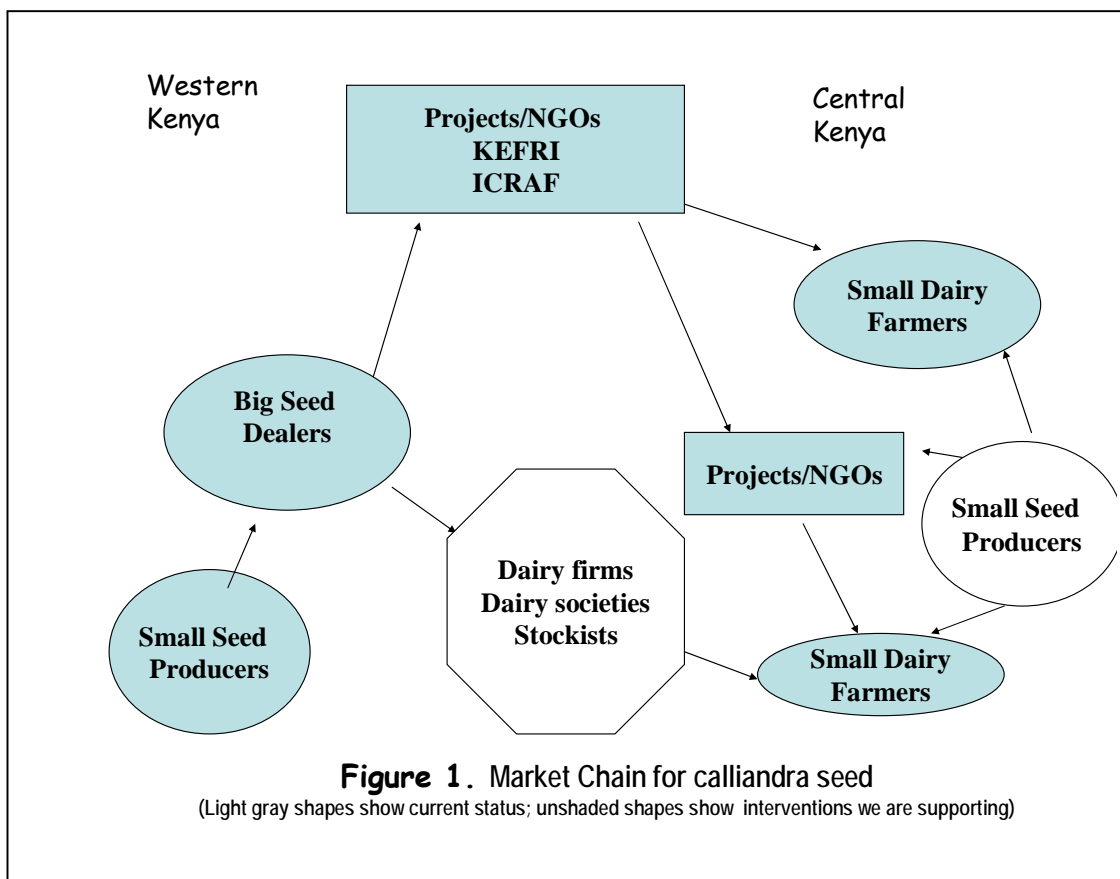 Western
Kenya
Projects/NGOs
KEFRI
ICRAF
Central
Kenya
Small Dairy
Farmers
Big Seed
Dealers
Projects/NGOs
Small Seed
Producers
Dairy firms
Dairy societies
Stockists
Small Seed
Producers
Small Dairy
Farmers
Figure 1. Market Chain for calliandra seed
(Light gray shapes show current status; unshaded shapes show interventions we are supporting)